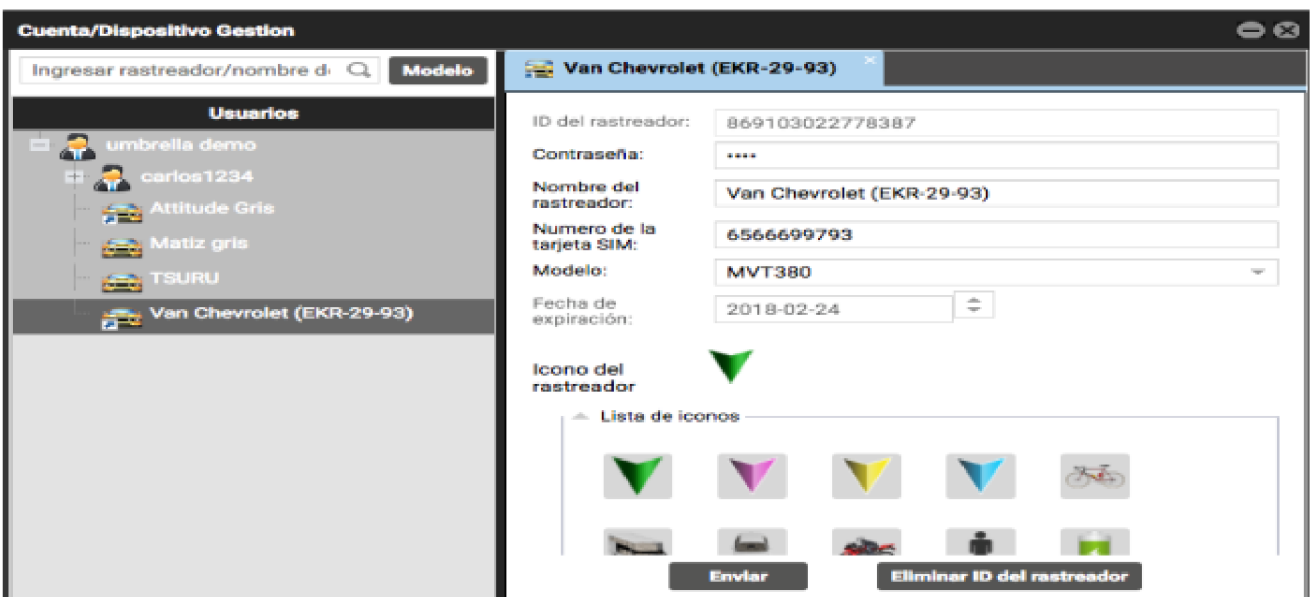 Cuenta/Dispositivo Gestion
Ingresar rastreador/nombre d
Modelo
Usuarios
umbrella demo
carlos1234
Attitude Gris
Matiz gris
TSURU
Van Chevrolet (EKR-29-93)
Van Chevrolet (EKR-29-93)
ID del rastreador:
869103022778387
Contraseña:
••••
Nombre del
rastreador:
Van Chevrolet (EKR-29-93)
Numero de la
tarjeta SIM:
6566699793
Modelo:
MVT380
Fecha de
expiración:
2018-02-24
Icono del
rastreador
Lista de iconos
Enviar
Eliminar ID del rastreador